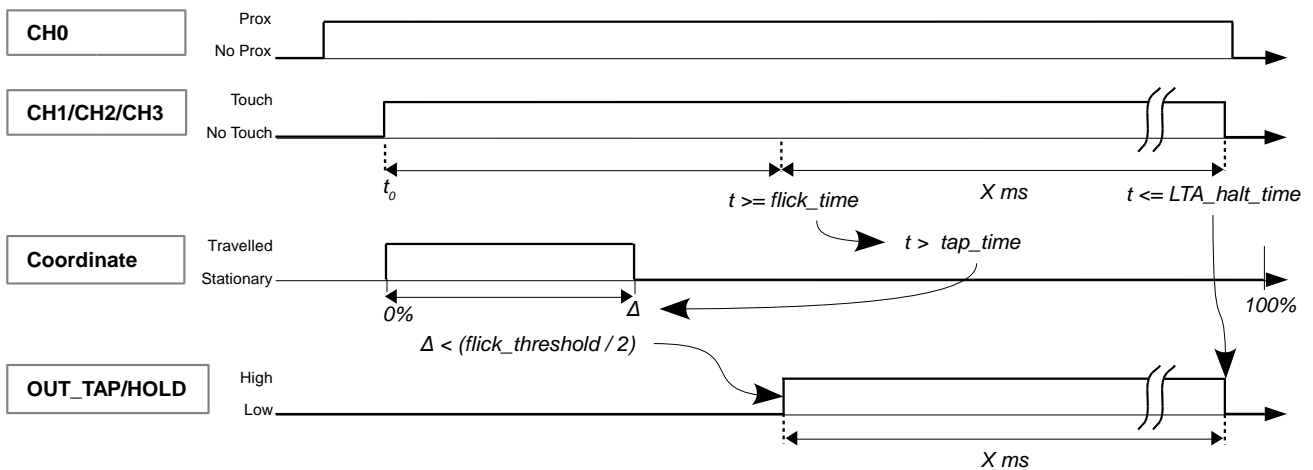 CH0
Prox
No Prox
CH1/CH2/CH3
Touch
No Touch
t0
X ms
t >= flick_time
t <= LTA_halt_time
Coordinate
Travelled
Stationary
t > tap_time
0%
Δ
100%
Δ < (flick_threshold / 2)
OUT_TAP/HOLD
High
Low
X ms